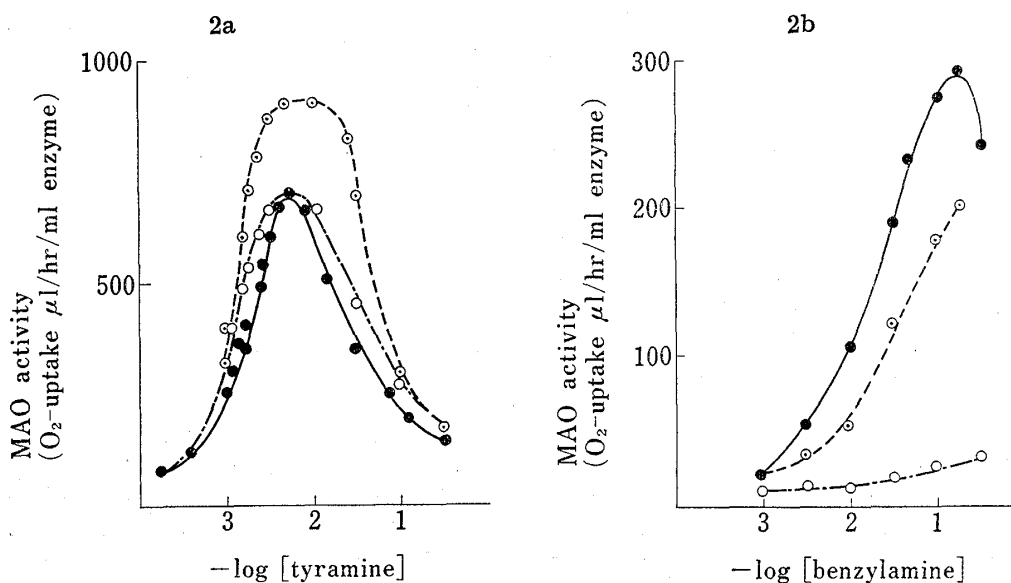 2a
1000
500
MAO activity
(O₂-uptake μl/hr/ml enzyme)
3 2 1
−log [tyramine]
2b
300
200
100
MAO activity
(O₂-uptake μl/hr/ml enzyme)
3 2 1
−log [benzylamine]